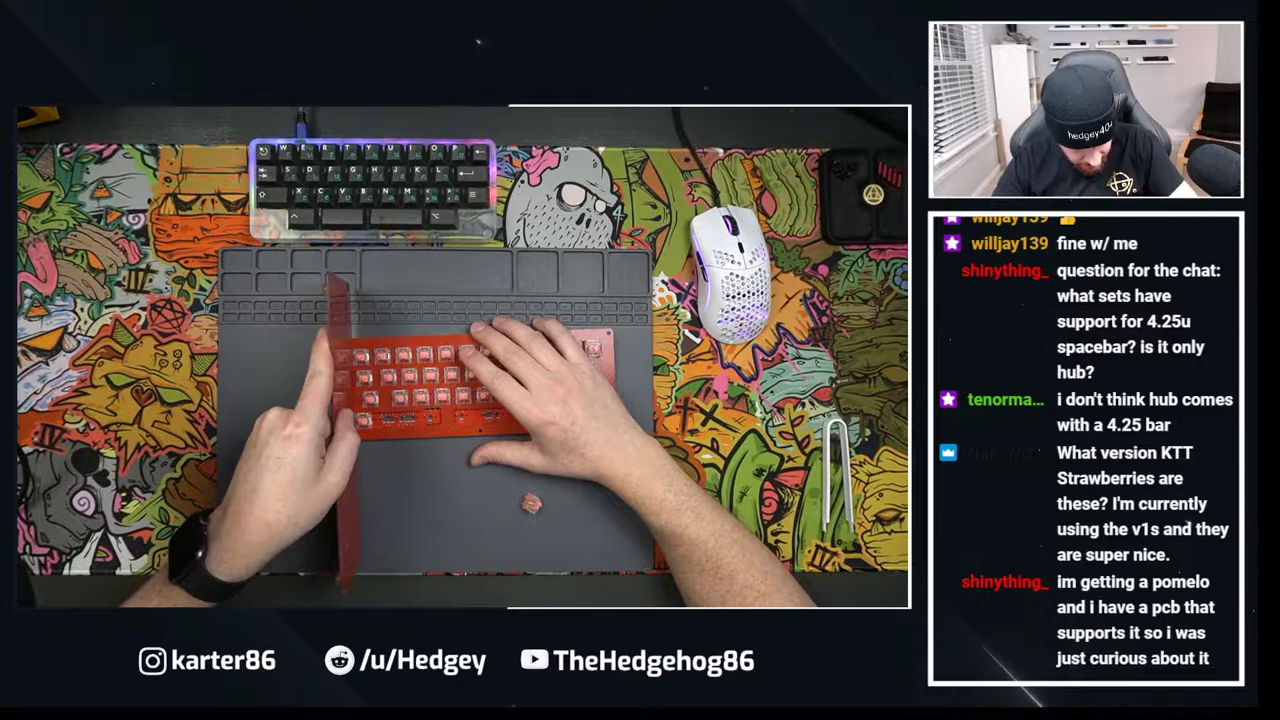 W E R T Y U I O P
S D F G H J K L
X C V B N M
hedgey404
willjay139
willjay139 fine w/ me
shinything_ question for the chat:
what sets have
support for 4.25u
spacebar? is it only
hub?
tenorma... i don't think hub comes
with a 4.25 bar
What version KTT
Strawberries are
these? I'm currently
using the v1s and they
are super nice.
shinything_ im getting a pomelo
and i have a pcb that
supports it so i was
just curious about it
karter86
/u/Hedgey
TheHedgehog86